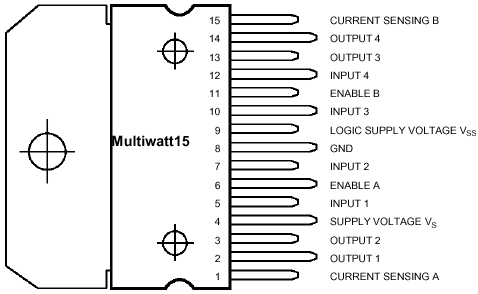 15 CURRENT SENSING B
14 OUTPUT 4
13 OUTPUT 3
12 INPUT 4
11 ENABLE B
10 INPUT 3
9 LOGIC SUPPLY VOLTAGE VSS
8 GND
Multiwatt15
7 INPUT 2
6 ENABLE A
5 INPUT 1
4 SUPPLY VOLTAGE VS
3 OUTPUT 2
2 OUTPUT 1
1 CURRENT SENSING A